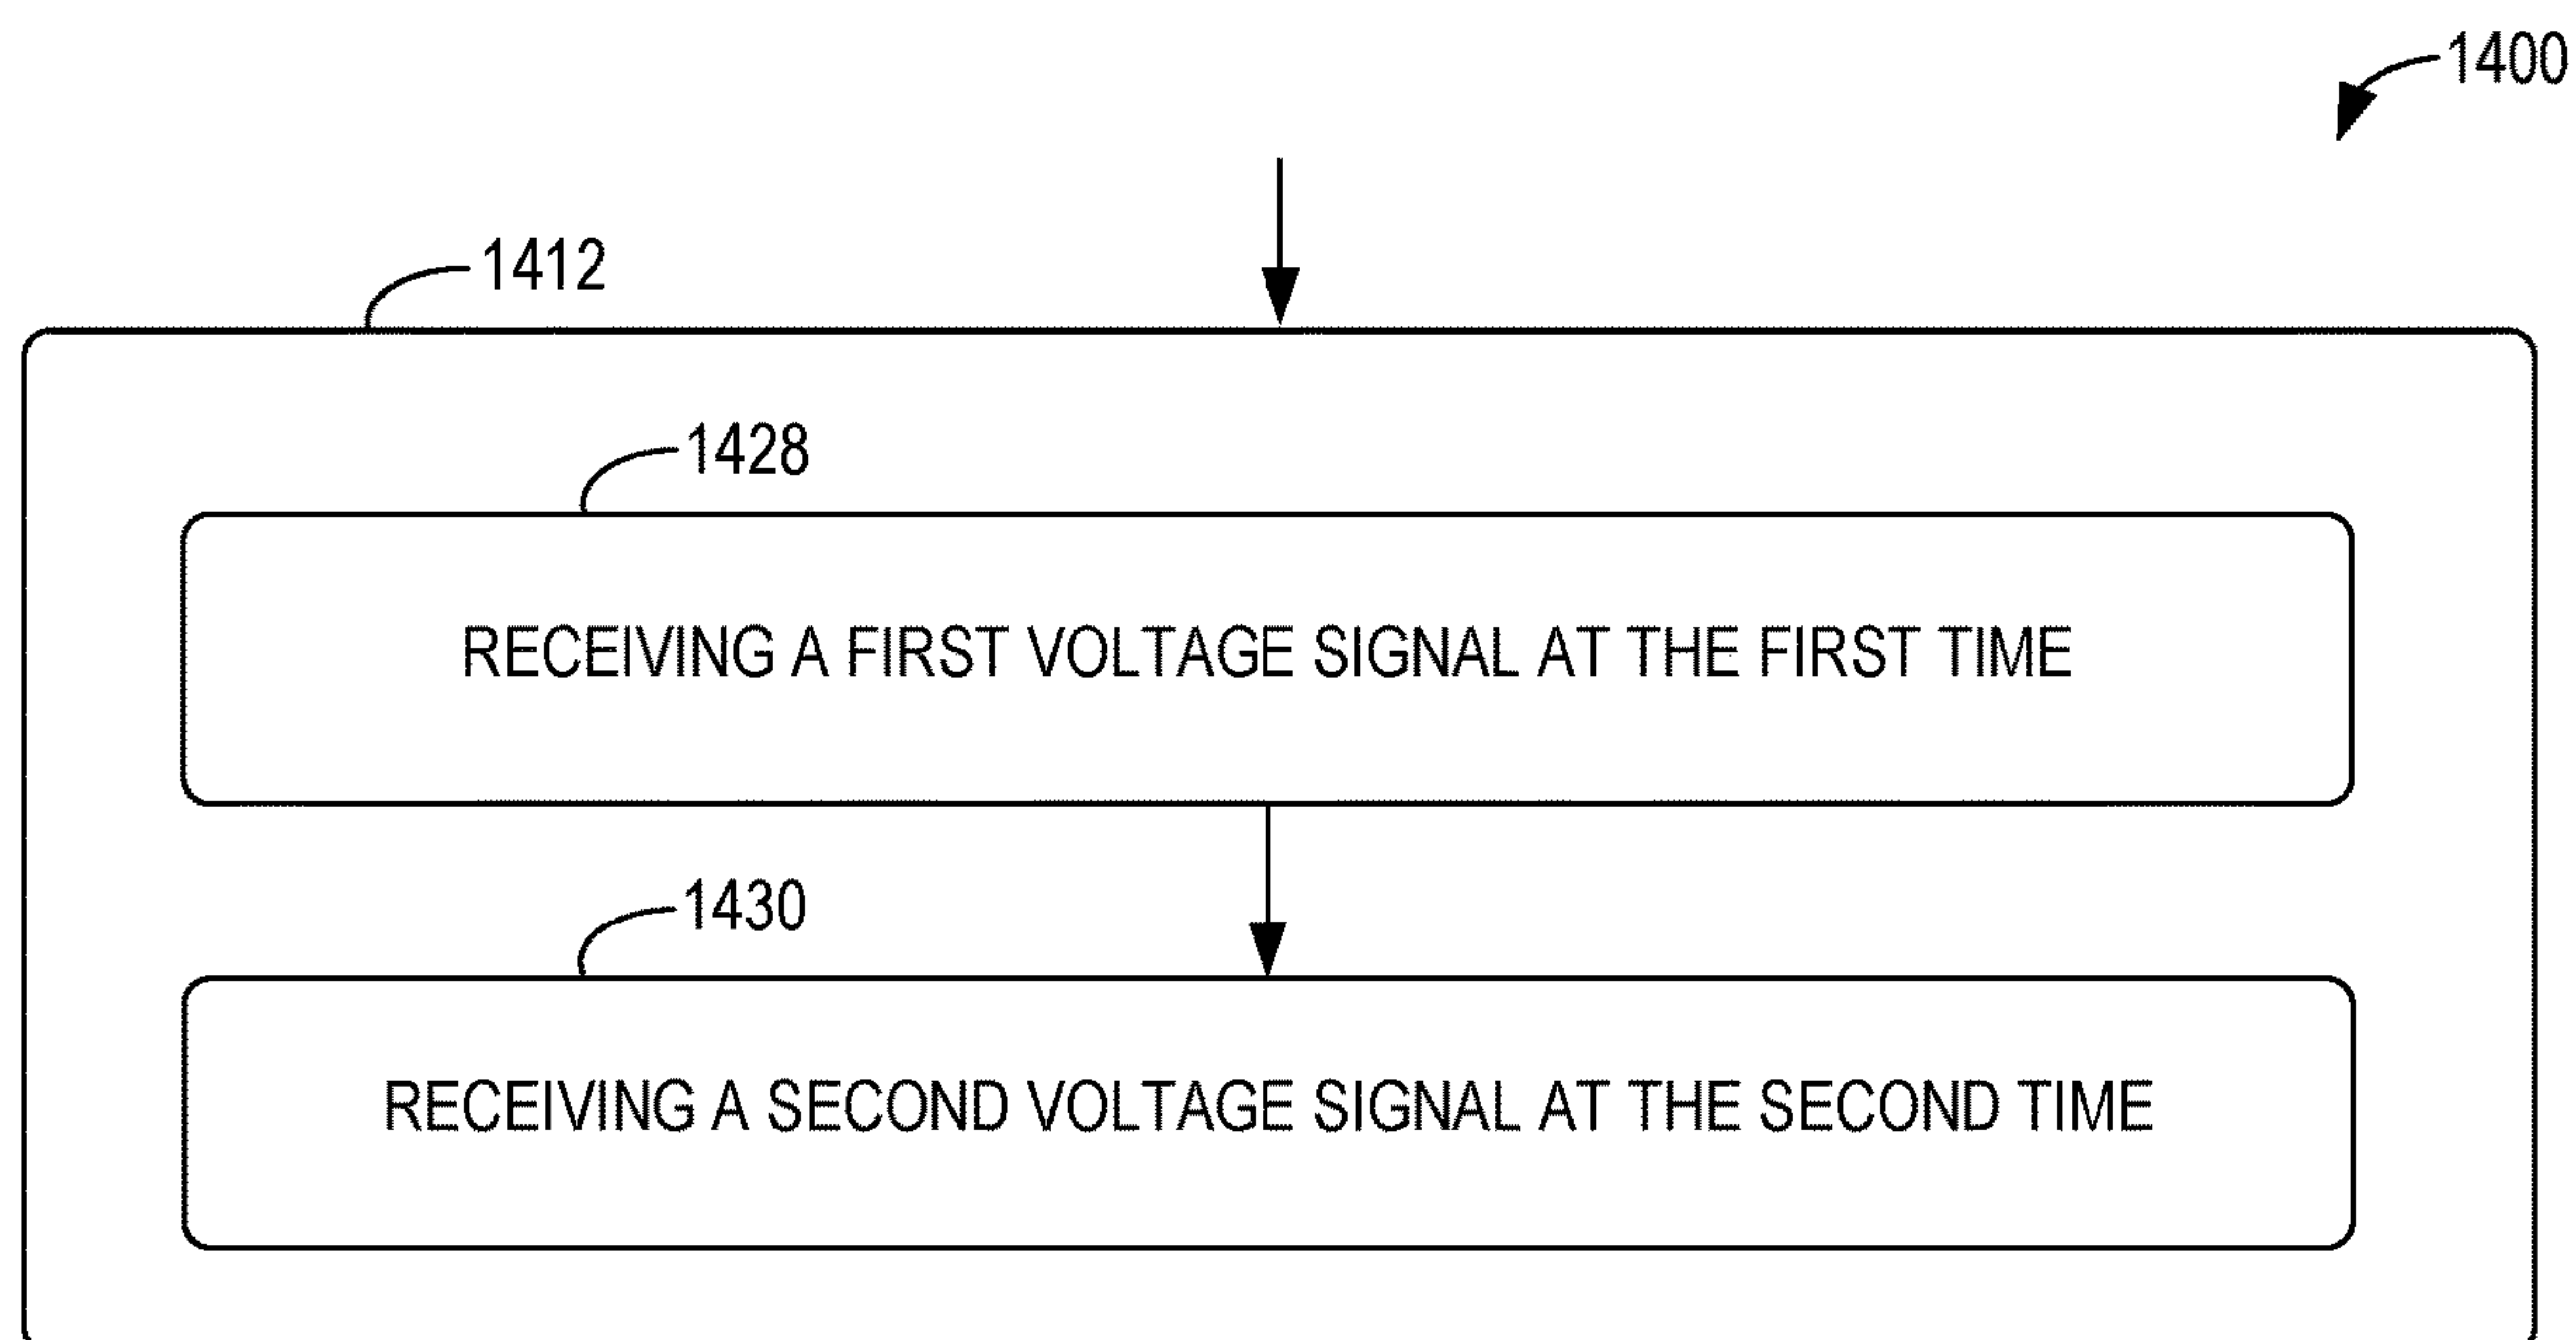 1400
1412
1428
RECEIVING A FIRST VOLTAGE SIGNAL AT THE FIRST TIME
1430
RECEIVING A SECOND VOLTAGE SIGNAL AT THE SECOND TIME